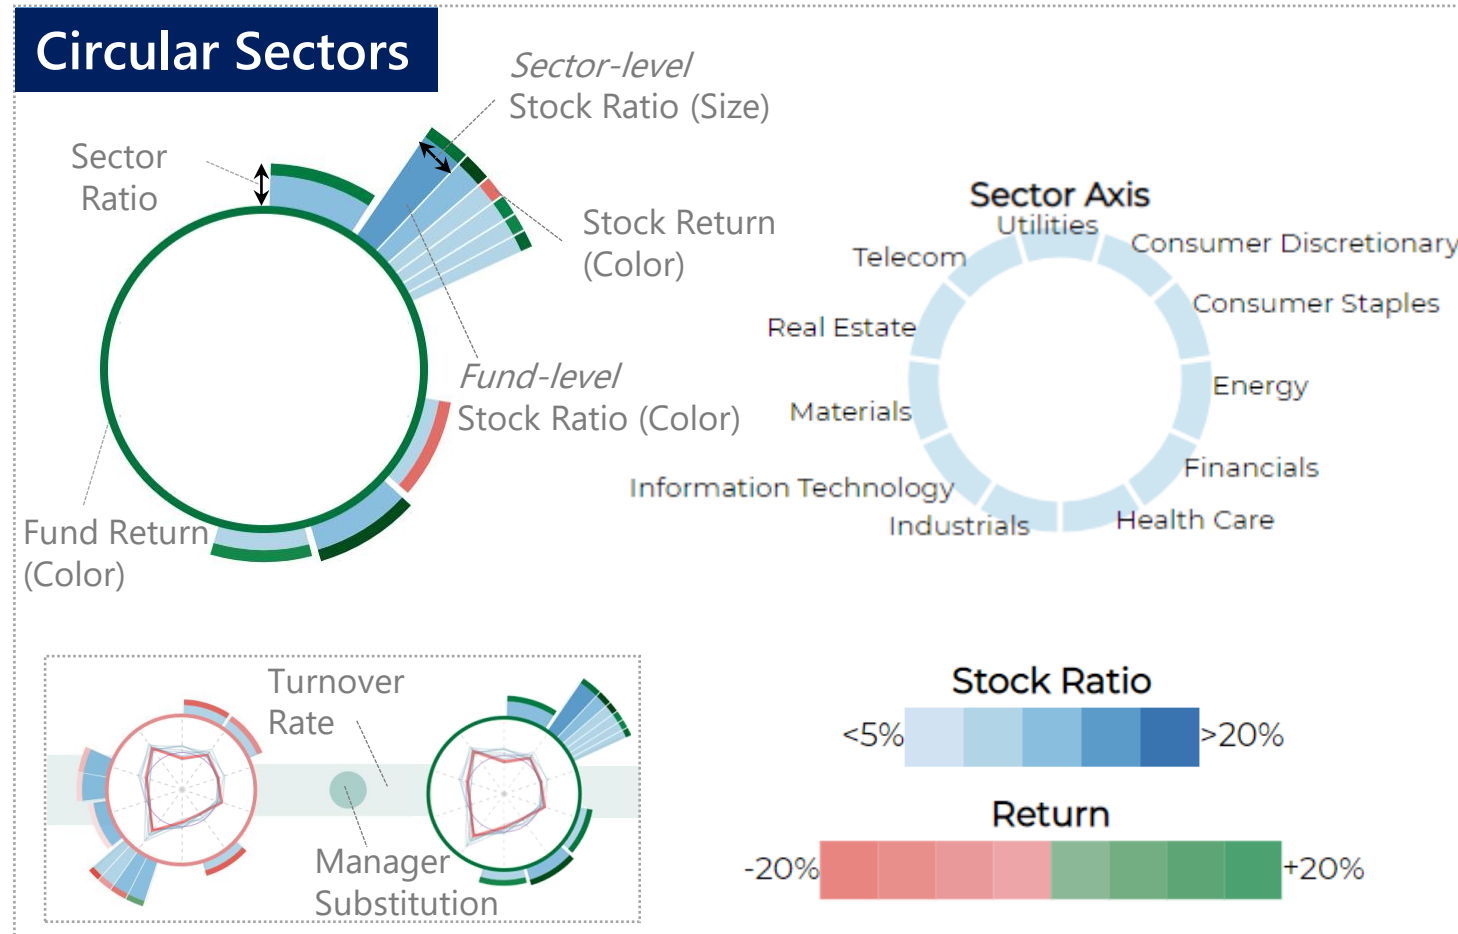 Circular Sectors
Sector-level
Stock Ratio (Size)
Sector
Ratio
Stock Return
(Color)
Fund-level
Stock Ratio (Color)
Fund Return
(Color)
Sector Axis
Utilities
Consumer Discretionary
Telecom
Consumer Staples
Real Estate
Energy
Materials
Financials
Information Technology
Health Care
Industrials
Turnover
Rate
Manager
Substitution
Stock Ratio
<5%
>20%
Return
-20%
+20%